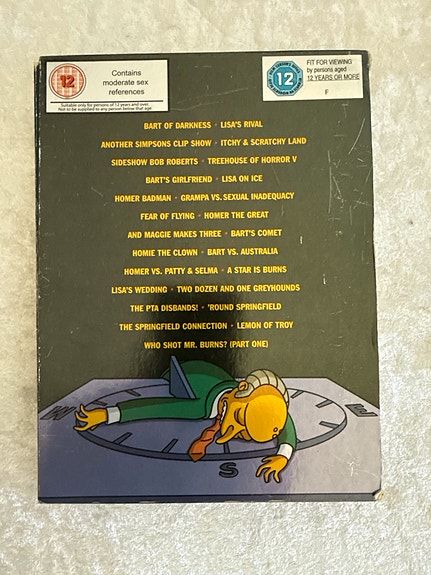 12
Contains
moderate sex
references
Suitable only for persons of 12 years and over.
Not to be supplied to any person below that age.
12
FIT FOR VIEWING
by persons aged
12 YEARS OR MORE
F
BART OF DARKNESS • LISA'S RIVAL
ANOTHER SIMPSONS CLIP SHOW • ITCHY & SCRATCHY LAND
SIDESHOW BOB ROBERTS • TREEHOUSE OF HORROR V
BART'S GIRLFRIEND • LISA ON ICE
HOMER BADMAN • GRAMPA VS. SEXUAL INADEQUACY
FEAR OF FLYING • HOMER THE GREAT
AND MAGGIE MAKES THREE • BART'S COMET
HOMIE THE CLOWN • BART VS. AUSTRALIA
HOMER VS. PATTY & SELMA • A STAR IS BURNS
LISA'S WEDDING • TWO DOZEN AND ONE GREYHOUNDS
THE PTA DISBANDS! • 'ROUND SPRINGFIELD
THE SPRINGFIELD CONNECTION • LEMON OF TROY
WHO SHOT MR. BURNS? (PART ONE)
W
E
S